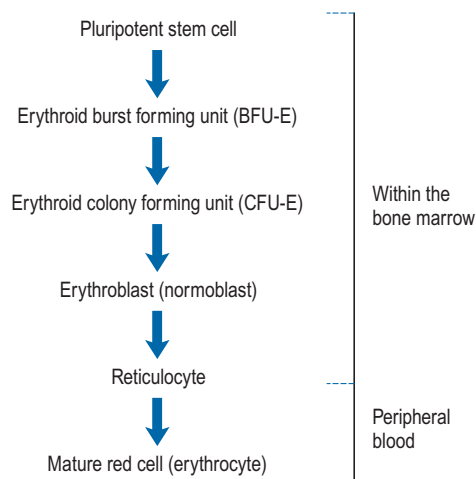 Pluripotent stem cell
Erythroid burst forming unit (BFU-E)
Erythroid colony forming unit (CFU-E)
Erythroblast (normoblast)
Reticulocyte
Mature red cell (erythrocyte)
Within the
bone marrow
Peripheral
blood